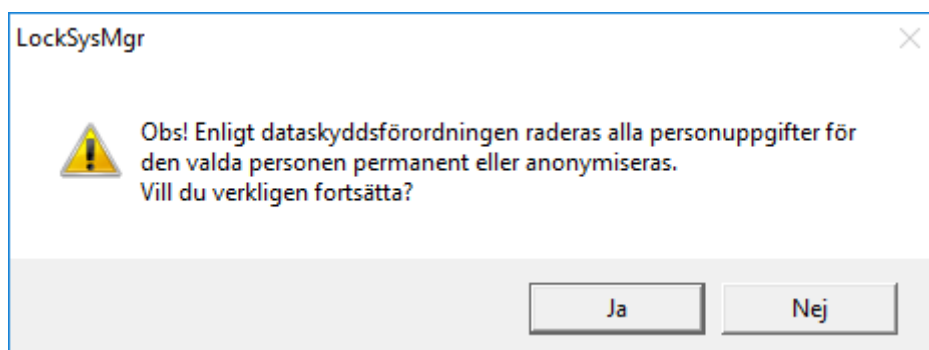 LockSysMgr
Obs! Enligt dataskyddsförordningen raderas alla personuppgifter för
den valda personen permanent eller anonymiseras.
Vill du verkligen fortsätta?
Ja
Nej